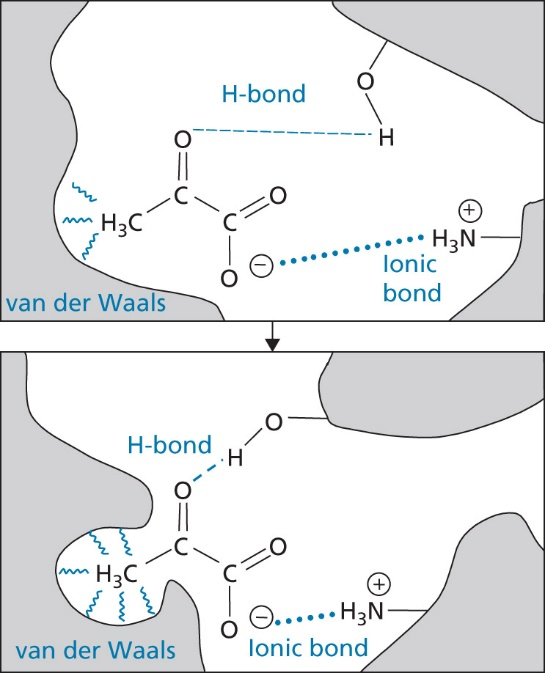 H-bond
O
H
O
C
O
H₃C
C
+
H₃N
O
−
Ionic
bond
van der Waals
O
H-bond
H
O
C
O
H₃C
C
+
H₃N
O
−
Ionic bond
van der Waals